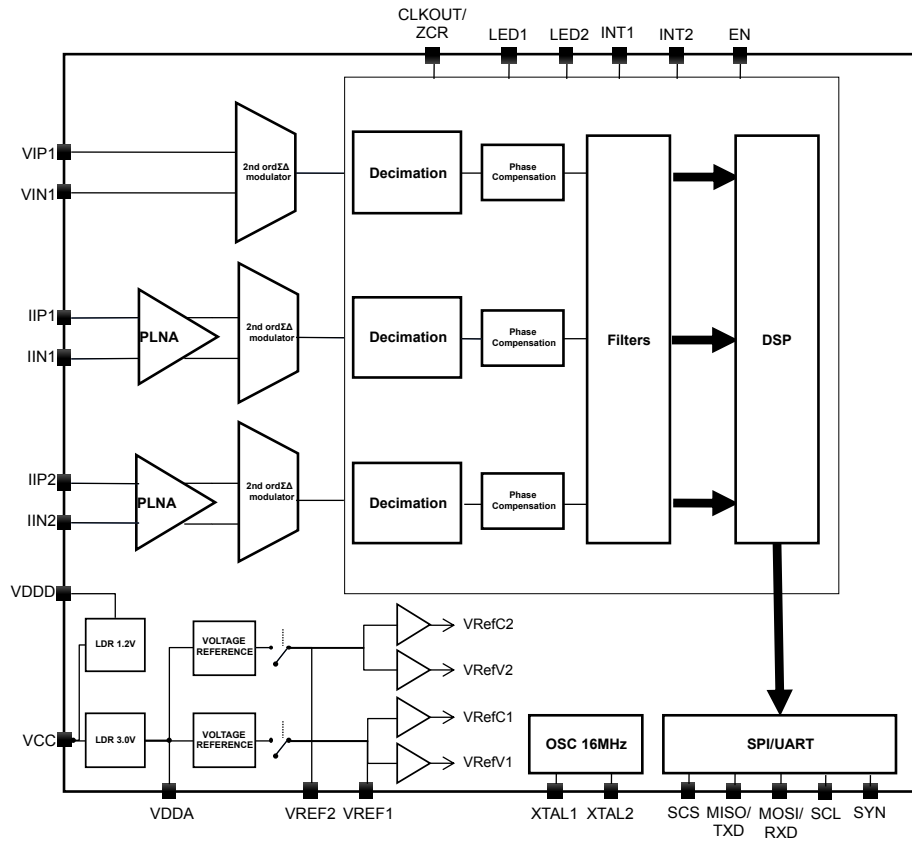 CLKOUT/
ZCR
LED1
LED2
INT1
INT2
EN
VIP1
VIN1
2nd ordΣΔ
modulator
Decimation
Phase
Compensation
IIP1
IIN1
PLNA
2nd ordΣΔ
modulator
Decimation
Phase
Compensation
Filters
DSP
IIP2
IIN2
PLNA
2nd ordΣΔ
modulator
Decimation
Phase
Compensation
VDDD
LDR 1.2V
VOLTAGE
REFERENCE
VRefC2
VRefV2
VCC
LDR 3.0V
VOLTAGE
REFERENCE
VRefC1
VRefV1
OSC 16MHz
SPI/UART
VDDA
VREF2
VREF1
XTAL1
XTAL2
SCS
MISO/
TXD
MOSI/
RXD
SCL
SYN